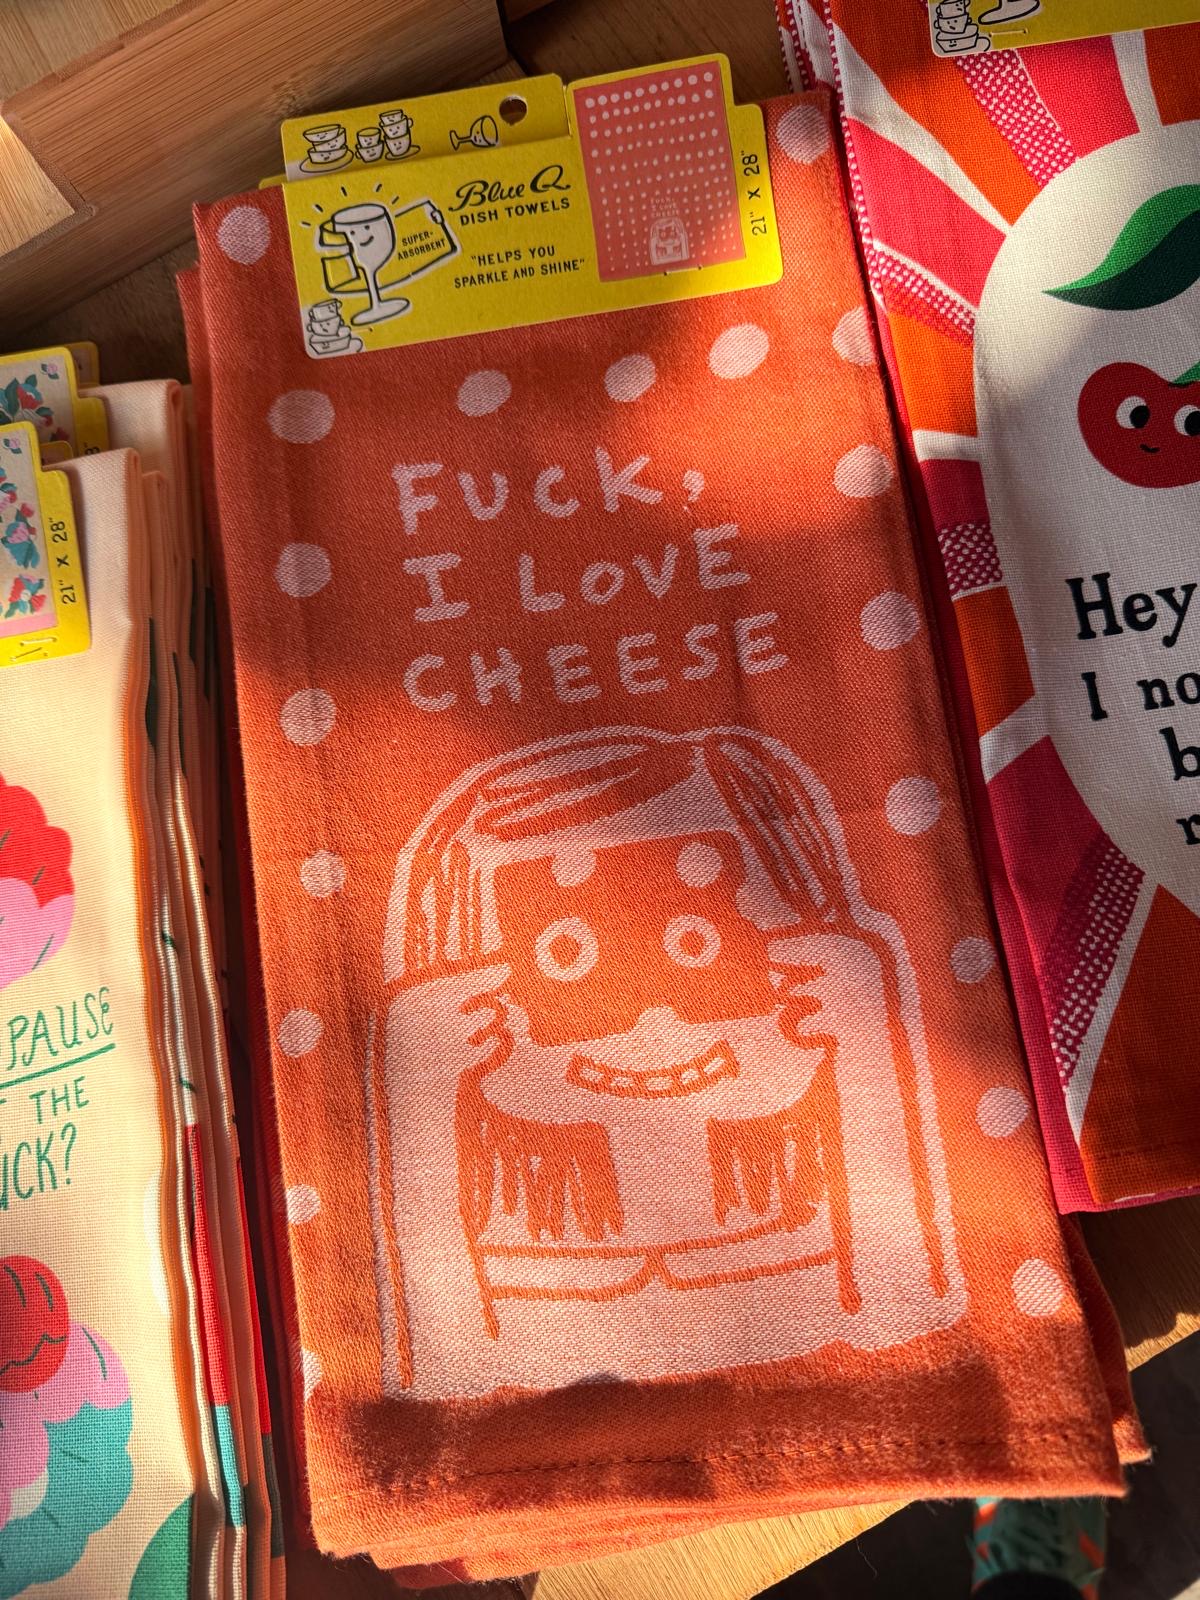 Blue Q
DISH TOWELS
SUPER-
ABSORBENT
"HELPS YOU
SPARKLE AND SHINE"
21" X 28"
FUCK,
I LOVE
CHEESE
21" X 28"
PAUSE
THE
Hey
I